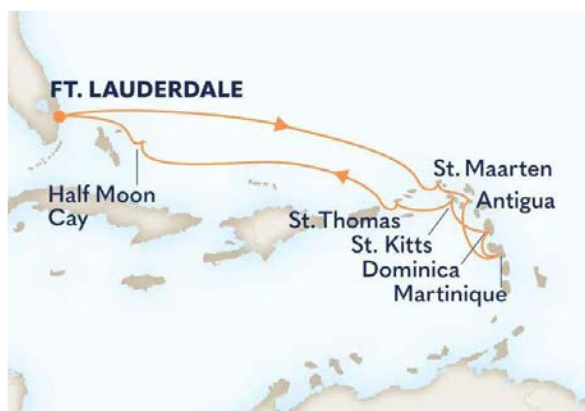 FT. LAUDERDALE
Half Moon
Cay
St. Maarten
Antigua
St. Thomas
St. Kitts
Dominica
Martinique